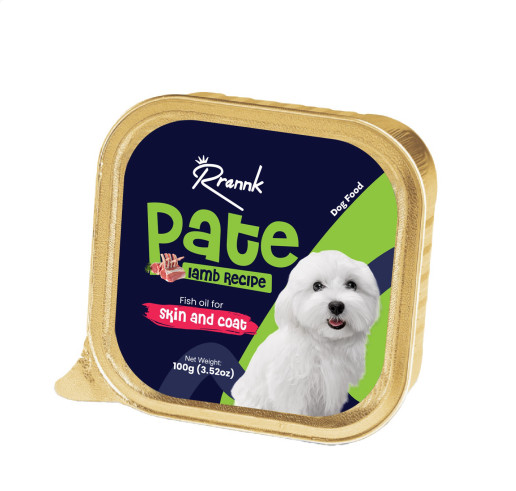 Rrannk
Dog Food
Pate
lamb Recipe
Fish oil for
Skin and coat
Net Weight:
100g (3.52oz)